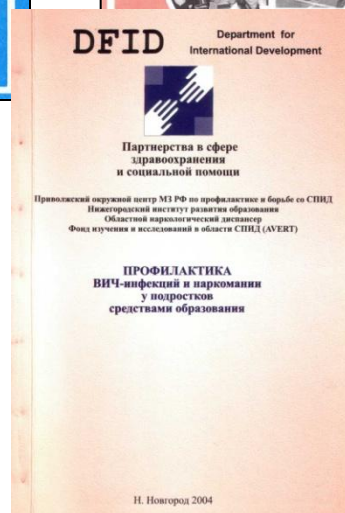 DFID
Department for
International Development
Партнерства в сфере
здравоохранения
и социальной помощи
Приволжский окружной центр МЗ РФ по профилактике и борьбе со СПИД
Нижегородский институт развития образования
Областной наркологический диспансер
Фонд изучения и исследований в области СПИД (AVERT)
ПРОФИЛАКТИКА
ВИЧ-инфекций и наркомании
у подростков
средствами образования
Н. Новгород 2004